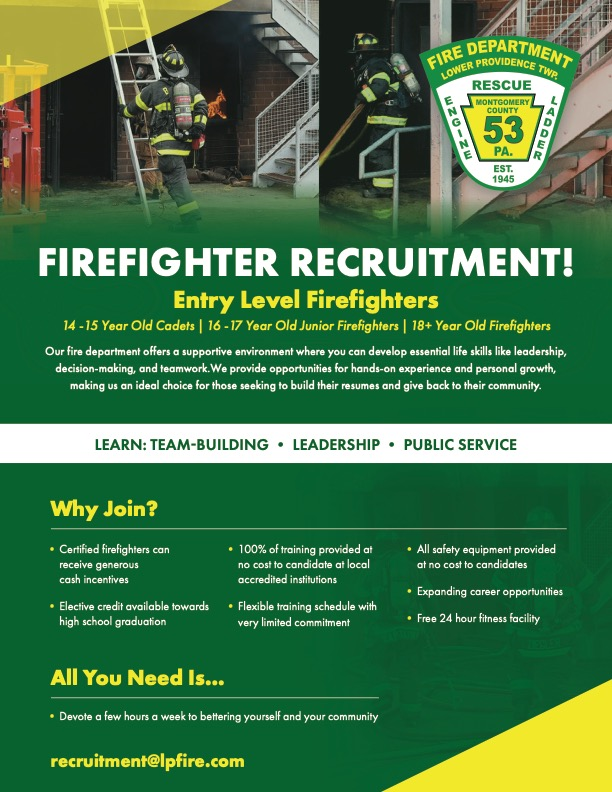 FIRE DEPARTMENT
LOWER PROVIDENCE TWP.
RESCUE
ENGINE
LADDER
MONTGOMERY
COUNTY
53
PA.
EST.
1945
FIREFIGHTER RECRUITMENT!
Entry Level Firefighters
14 -15 Year Old Cadets | 16 -17 Year Old Junior Firefighters | 18+ Year Old Firefighters
Our fire department offers a supportive environment where you can develop essential life skills like leadership,
decision-making, and teamwork.We provide opportunities for hands-on experience and personal growth,
making us an ideal choice for those seeking to build their resumes and give back to their community.
LEARN: TEAM-BUILDING • LEADERSHIP • PUBLIC SERVICE
Why Join?
• Certified firefighters can
receive generous
cash incentives
• Elective credit available towards
high school graduation
• 100% of training provided at
no cost to candidate at local
accredited institutions
• Flexible training schedule with
very limited commitment
• All safety equipment provided
at no cost to candidates
• Expanding career opportunities
• Free 24 hour fitness facility
All You Need Is...
• Devote a few hours a week to bettering yourself and your community
recruitment@lpfire.com